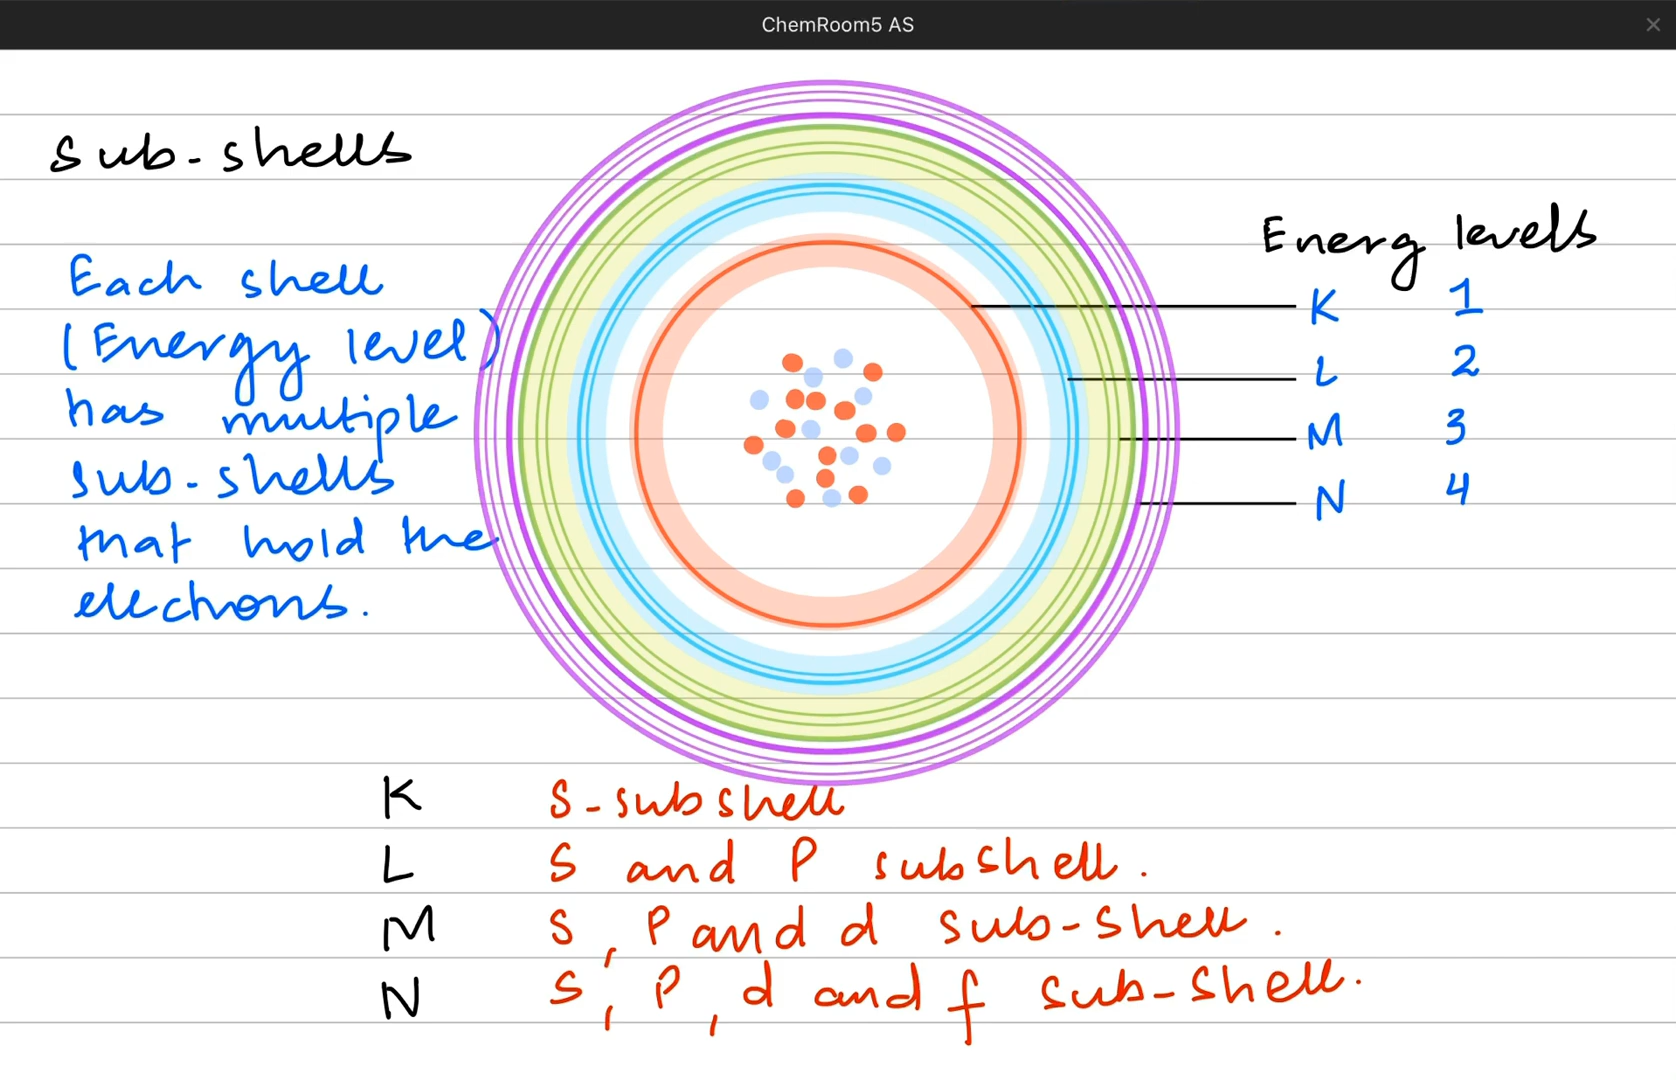 ChemRoom5 AS
Sub-shells
Each shell
(Energy level)
has multiple
sub-shells
that hold the
electrons.
Energ levels
K 1
L 2
M 3
N 4
K S-subshell
L S and P subshell.
M S, P and d sub-shell.
N S, P, d and f sub-shell.